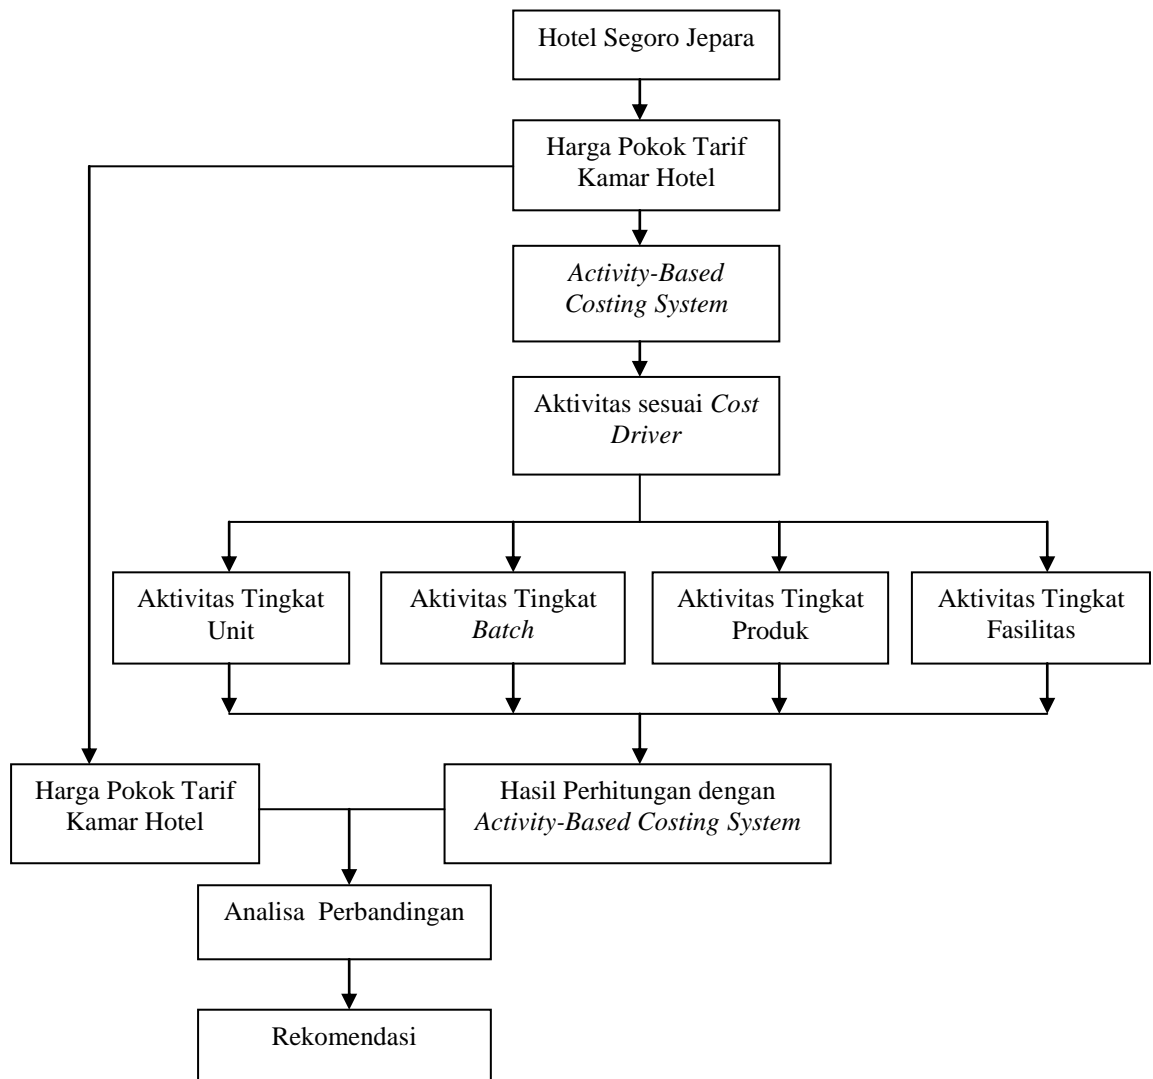 Hotel Segoro Jepara
Harga Pokok Tarif
Kamar Hotel
Activity-Based
Costing System
Aktivitas sesuai Cost
Driver
Aktivitas Tingkat
Unit
Aktivitas Tingkat
Batch
Aktivitas Tingkat
Produk
Aktivitas Tingkat
Fasilitas
Harga Pokok Tarif
Kamar Hotel
Hasil Perhitungan dengan
Activity-Based Costing System
Analisa  Perbandingan
Rekomendasi